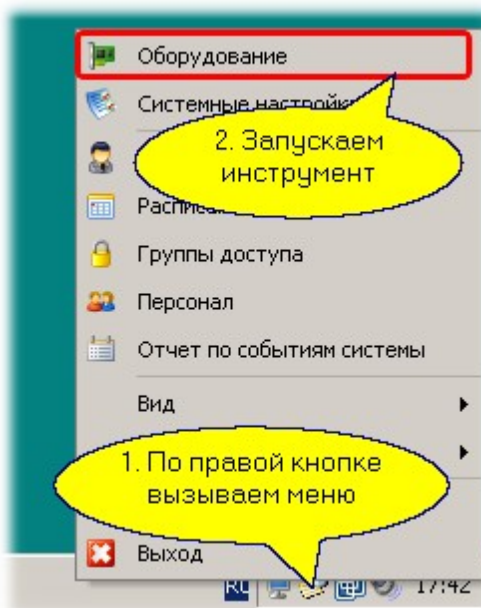 Оборудование
Системные настройки
2. Запускаем
инструмент
Группы доступа
Персонал
Отчет по событиям системы
Вид
1. По правой кнопке
вызываем меню
Выход
17:42